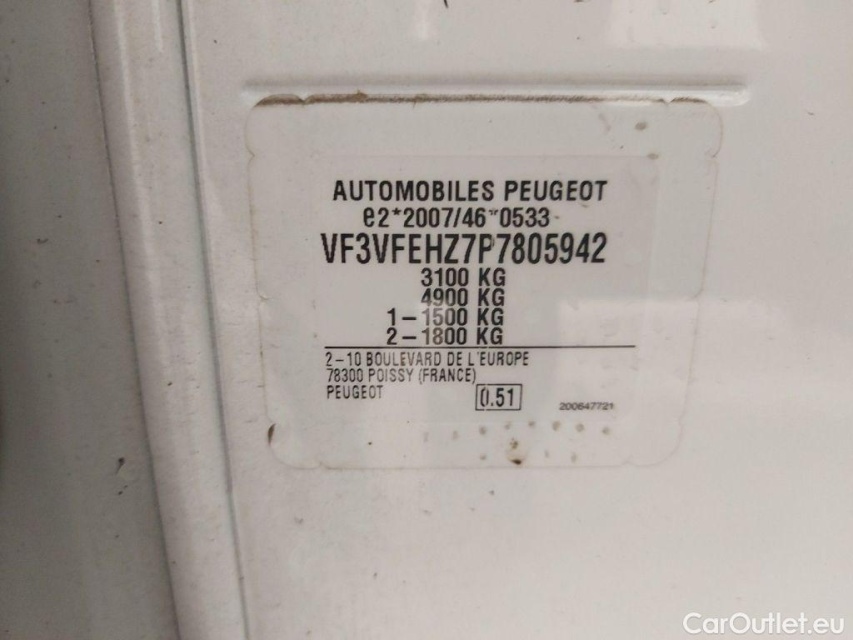 AUTOMOBILES PEUGEOT
e2*2007/46*0533
VF3VFEHZ7P7805942
3100 KG
4900 KG
1-1500 KG
2-1800 KG
2-10 BOULEVARD DE L'EUROPE
78300 POISSY (FRANCE)
PEUGEOT
0.51
200647721
CarOutlet.eu